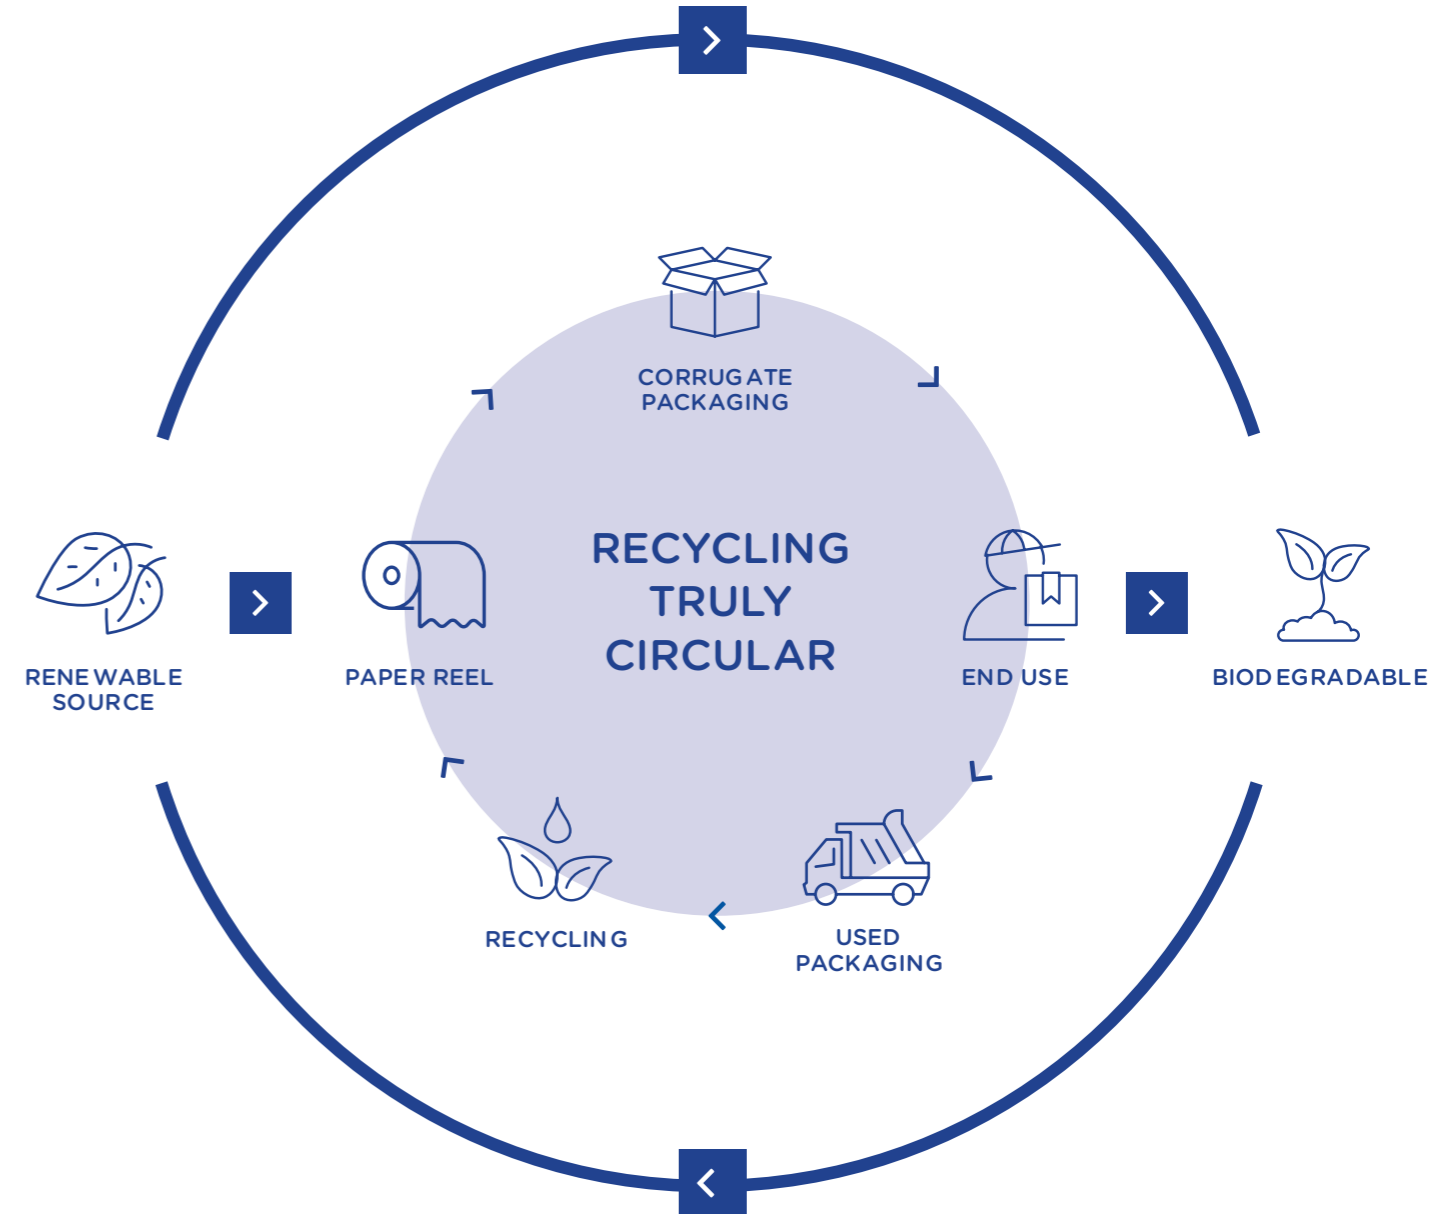 CORRUGATE
PACKAGING
RECYCLING
TRULY
CIRCULAR
RENEWABLE
SOURCE
PAPER REEL
END USE
BIODEGRADABLE
RECYCLING
USED
PACKAGING